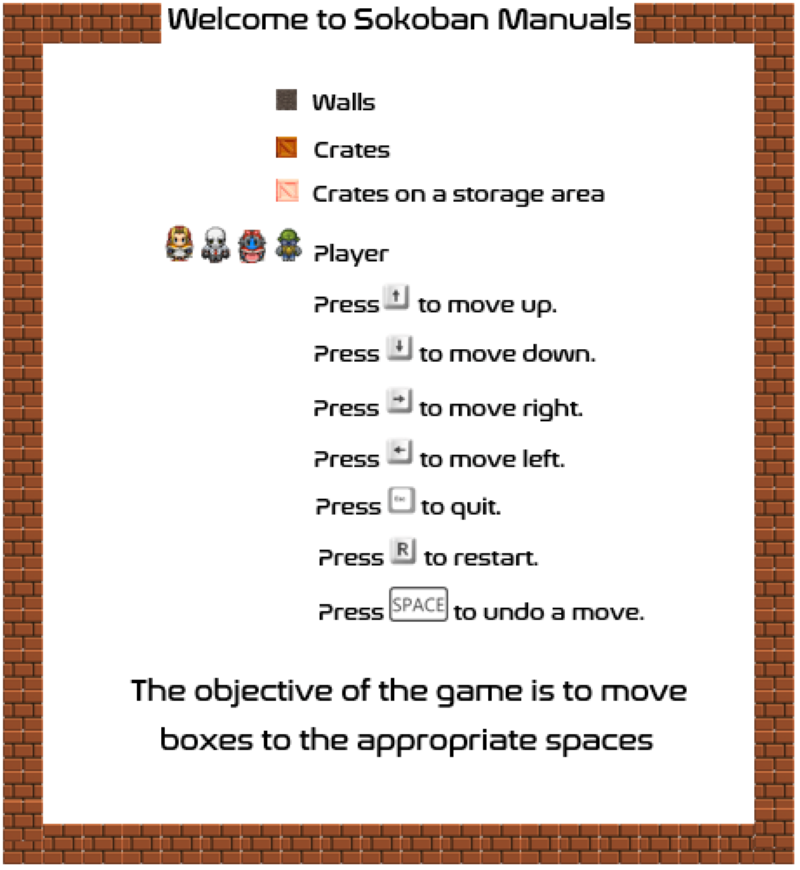 Welcome to Sokoban Manuals
Walls
Crates
Crates on a storage area
Player
Press ↑ to move up.
Press ↓ to move down.
Press → to move right.
Press ← to move left.
Press Esc to quit.
Press R to restart.
Press SPACE to undo a move.
The objective of the game is to move
boxes to the appropriate spaces